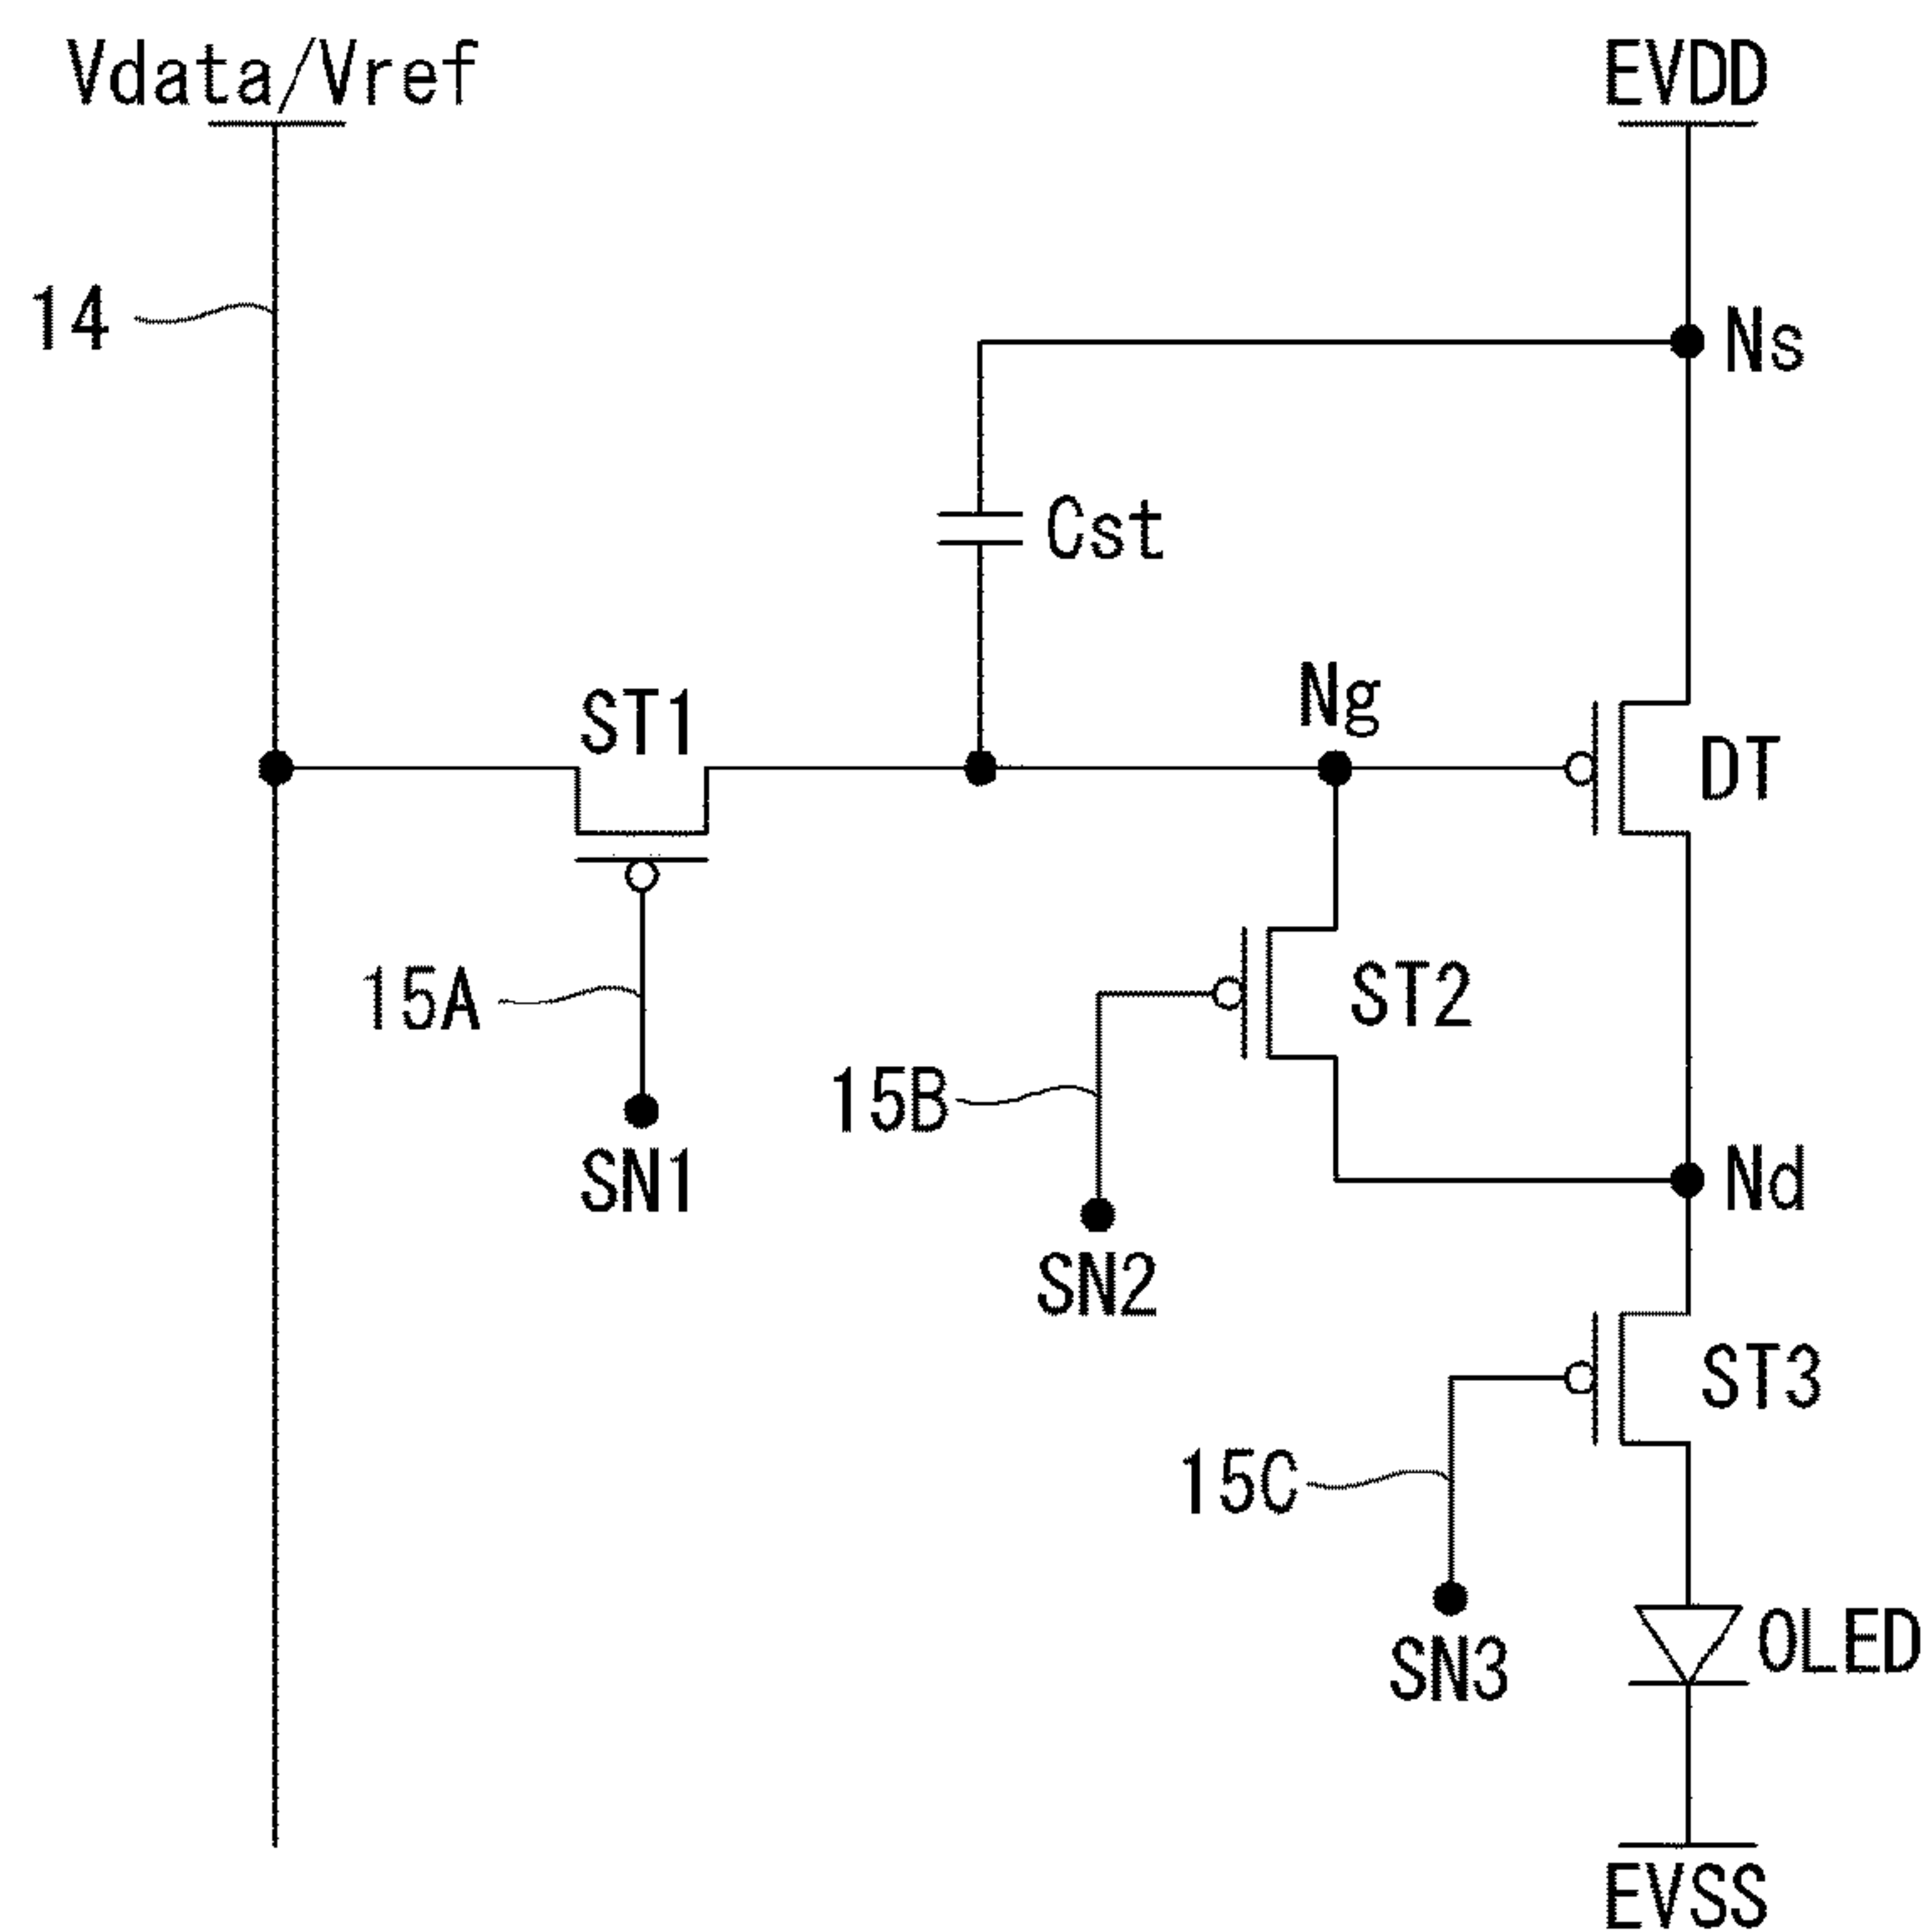 Vdata/Vref
EVDD
14
Ns
Cst
ST1
Ng
DT
15A
ST2
15B
SN1
Nd
SN2
ST3
15C
OLED
SN3
EVSS